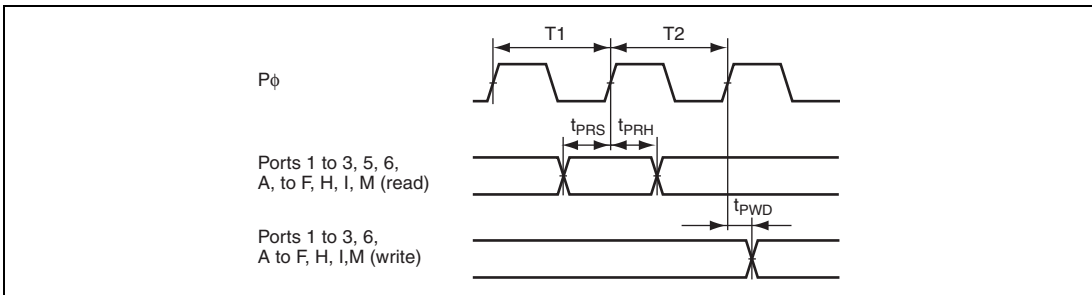 T1 T2
Pϕ
tPRS tPRH
Ports 1 to 3, 5, 6,
A, to F, H, I, M (read)
tPWD
Ports 1 to 3, 6,
A to F, H, I,M (write)